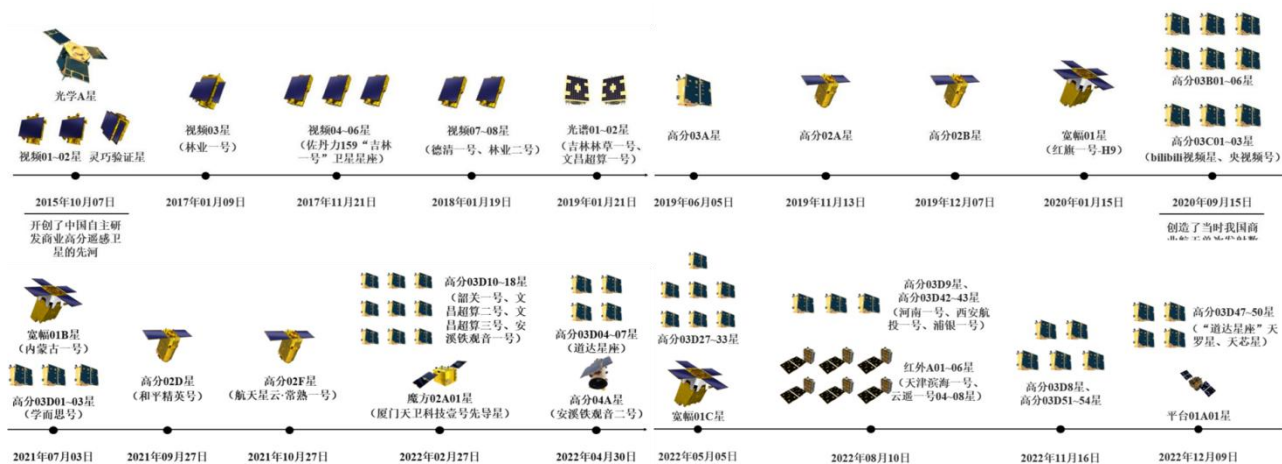 光学A星
视频01~02星 灵巧验证星
2015年10月07日
开创了中国自主研
发商业高分遥感卫
星的先河
视频03星
（林业一号）
2017年01月09日
视频04~06星
（佐丹力159“吉林
一号”卫星星座）
2017年11月21日
视频07~08星
（德清一号、林业二号）
2018年01月19日
光谱01~02星
（吉林林草一号、
文昌超算一号）
2019年01月21日
高分03A星
2019年06月05日
高分02A星
2019年11月13日
高分02B星
2019年12月07日
宽幅01星
（红旗一号-H9）
2020年01月15日
高分03B01~06星
高分03C01~03星
（bilibili视频星、央视频号）
2020年09月15日
创造了当时我国商
宽幅01B星
（内蒙古一号）
高分03D01~03星
（学而思号）
2021年07月03日
高分02D星
（和平精英号）
2021年09月27日
高分02F星
（航天星云·常熟一号）
2021年10月27日
高分03D10~18星
（韶关一号、文
昌超算二号、文
昌超算三号、安
溪铁观音一号）
魔方02A01星
（厦门天卫科技壹号先导星）
2022年02月27日
高分03D04~07星
（道达星座）
高分04A星
（安溪铁观音二号）
2022年04月30日
高分03D27~33星
宽幅01C星
2022年05月05日
高分03D9星、
高分03D42~43星
（河南一号、西安航
投一号、浦银一号）
红外A01~06星
（天津滨海一号、
云遥一号04~08星）
2022年08月10日
高分03D8星、
高分03D51~54星
2022年11月16日
高分03D47~50星
（“道达星座”天
罗星、天芯星）
平台01A01星
2022年12月09日